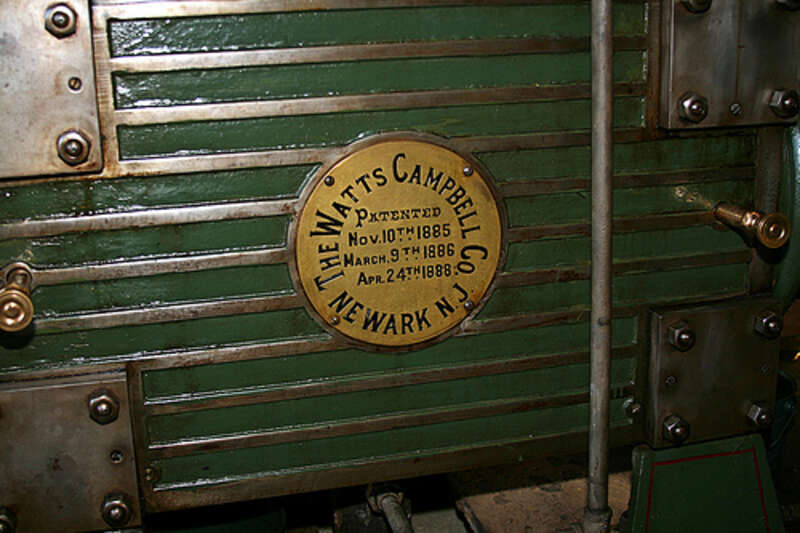 THE WATTS CAMPBELL CO.
PATENTED
NOV. 10TH 1885
MARCH. 9TH 1886
APR. 24TH 1888.
NEWARK N.J.